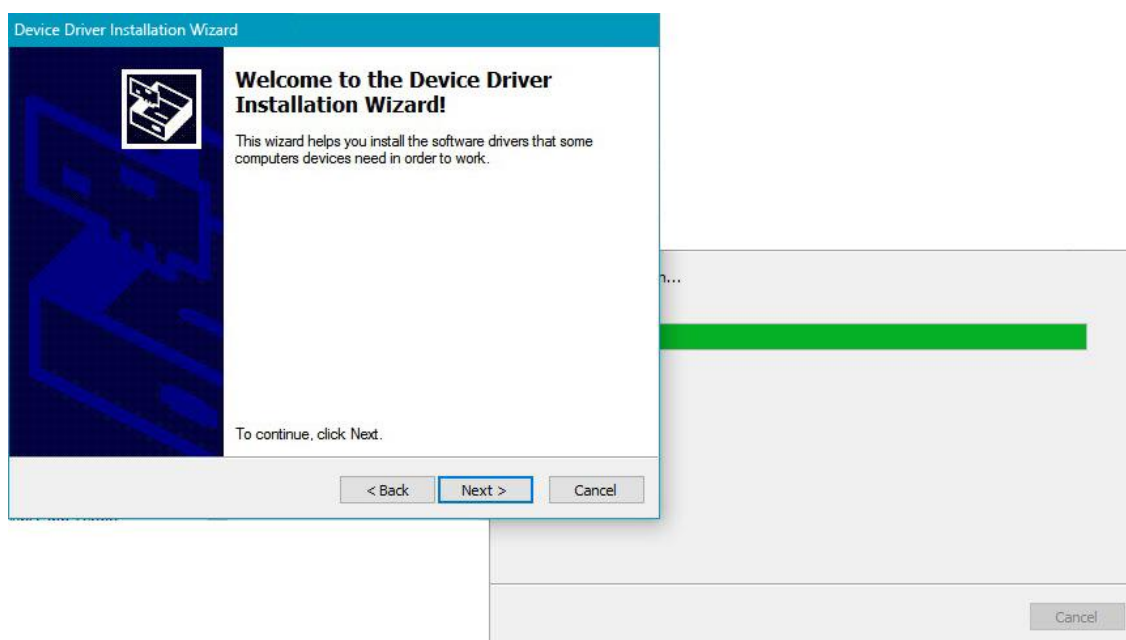 Device Driver Installation Wizard
Welcome to the Device Driver
Installation Wizard!
This wizard helps you install the software drivers that some
computers devices need in order to work.
To continue, click Next.
< Back
Next >
Cancel
n...
Cancel